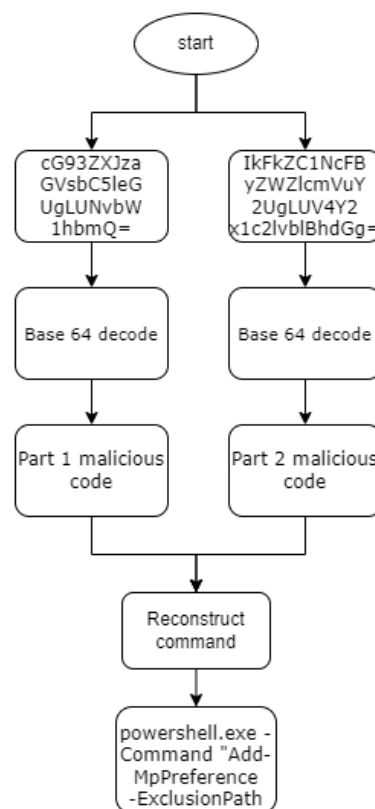 start
cG93ZXJza
GVsbC5leG
UgLUNvbW
1hbmQ=
IkFkZC1NcFB
yZWZlcmVuY
2UgLUV4Y2
x1c2lvblBhdGg=
Base 64 decode
Base 64 decode
Part 1 malicious
code
Part 2 malicious
code
Reconstruct
command
powershell.exe -
Command "Add-
MpPreference
-ExclusionPath